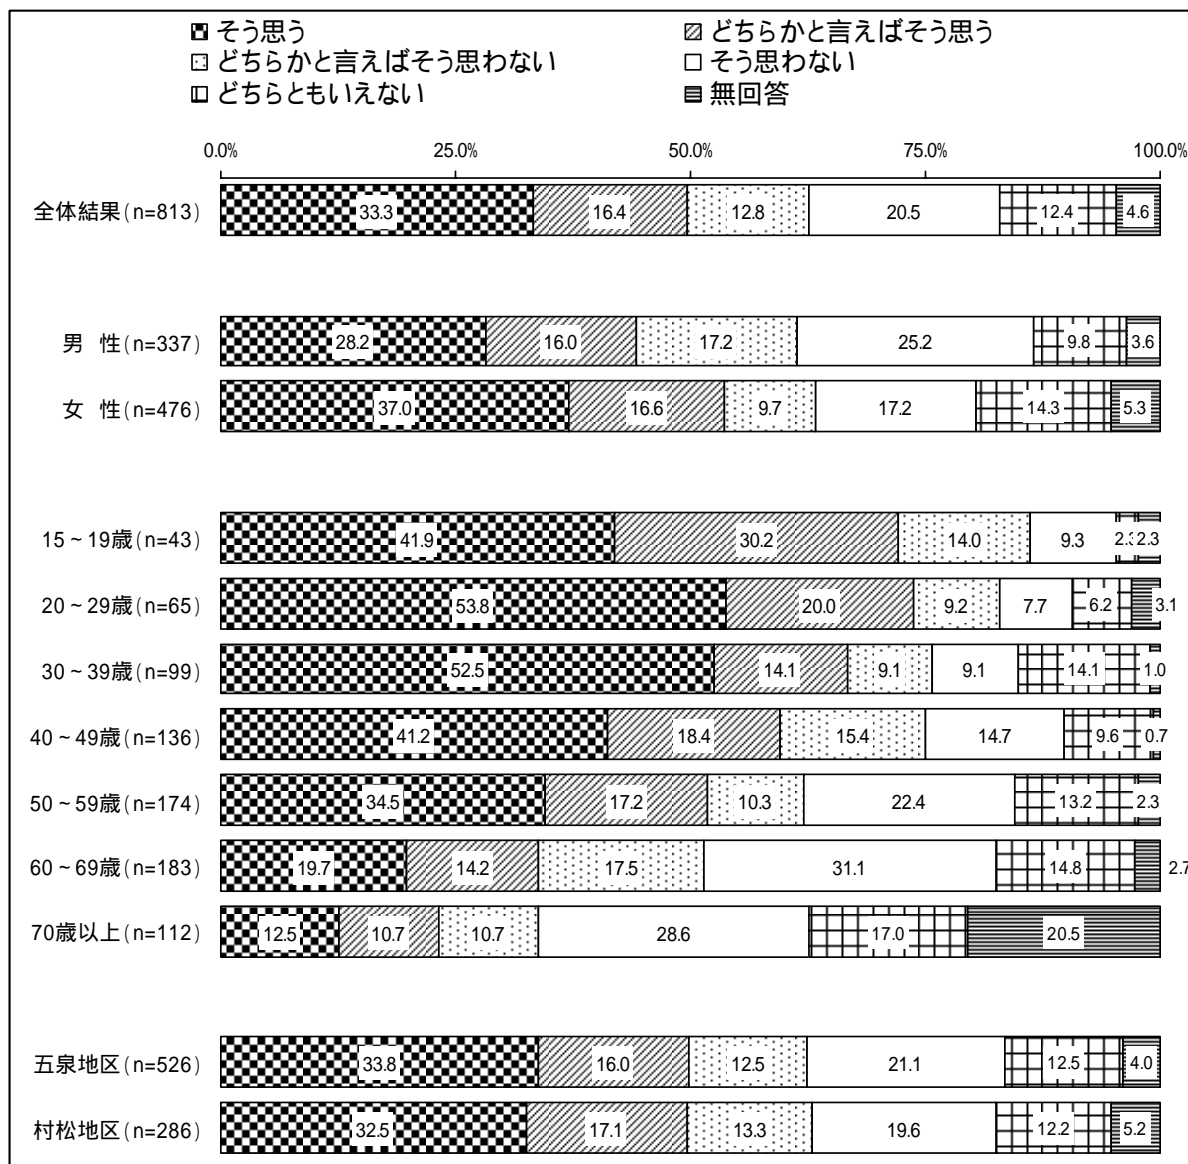 そう思う どちらかと言えばそう思う
どちらかと言えばそう思わない そう思わない
どちらともいえない 無回答
0.0% 25.0% 50.0% 75.0% 100.0%
全体結果(n=813) 33.3 16.4 12.8 20.5 12.4 4.6
男 性(n=337) 28.2 16.0 17.2 25.2 9.8 3.6
女 性(n=476) 37.0 16.6 9.7 17.2 14.3 5.3
15~19歳(n=43) 41.9 30.2 14.0 9.3 2.3 2.3
20~29歳(n=65) 53.8 20.0 9.2 7.7 6.2 3.1
30~39歳(n=99) 52.5 14.1 9.1 9.1 14.1 1.0
40~49歳(n=136) 41.2 18.4 15.4 14.7 9.6 0.7
50~59歳(n=174) 34.5 17.2 10.3 22.4 13.2 2.3
60~69歳(n=183) 19.7 14.2 17.5 31.1 14.8 2.7
70歳以上(n=112) 12.5 10.7 10.7 28.6 17.0 20.5
五泉地区(n=526) 33.8 16.0 12.5 21.1 12.5 4.0
村松地区(n=286) 32.5 17.1 13.3 19.6 12.2 5.2